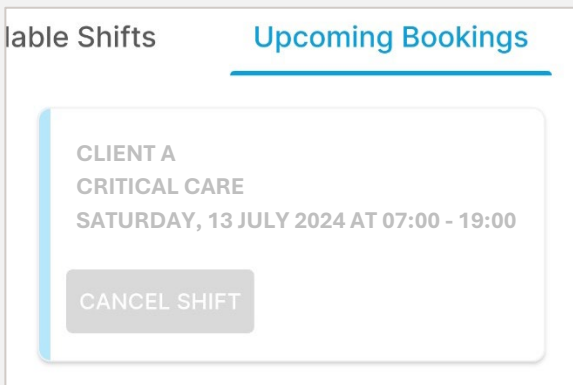 lable Shifts
Upcoming Bookings
CLIENT A
CRITICAL CARE
SATURDAY, 13 JULY 2024 AT 07:00 - 19:00
CANCEL SHIFT